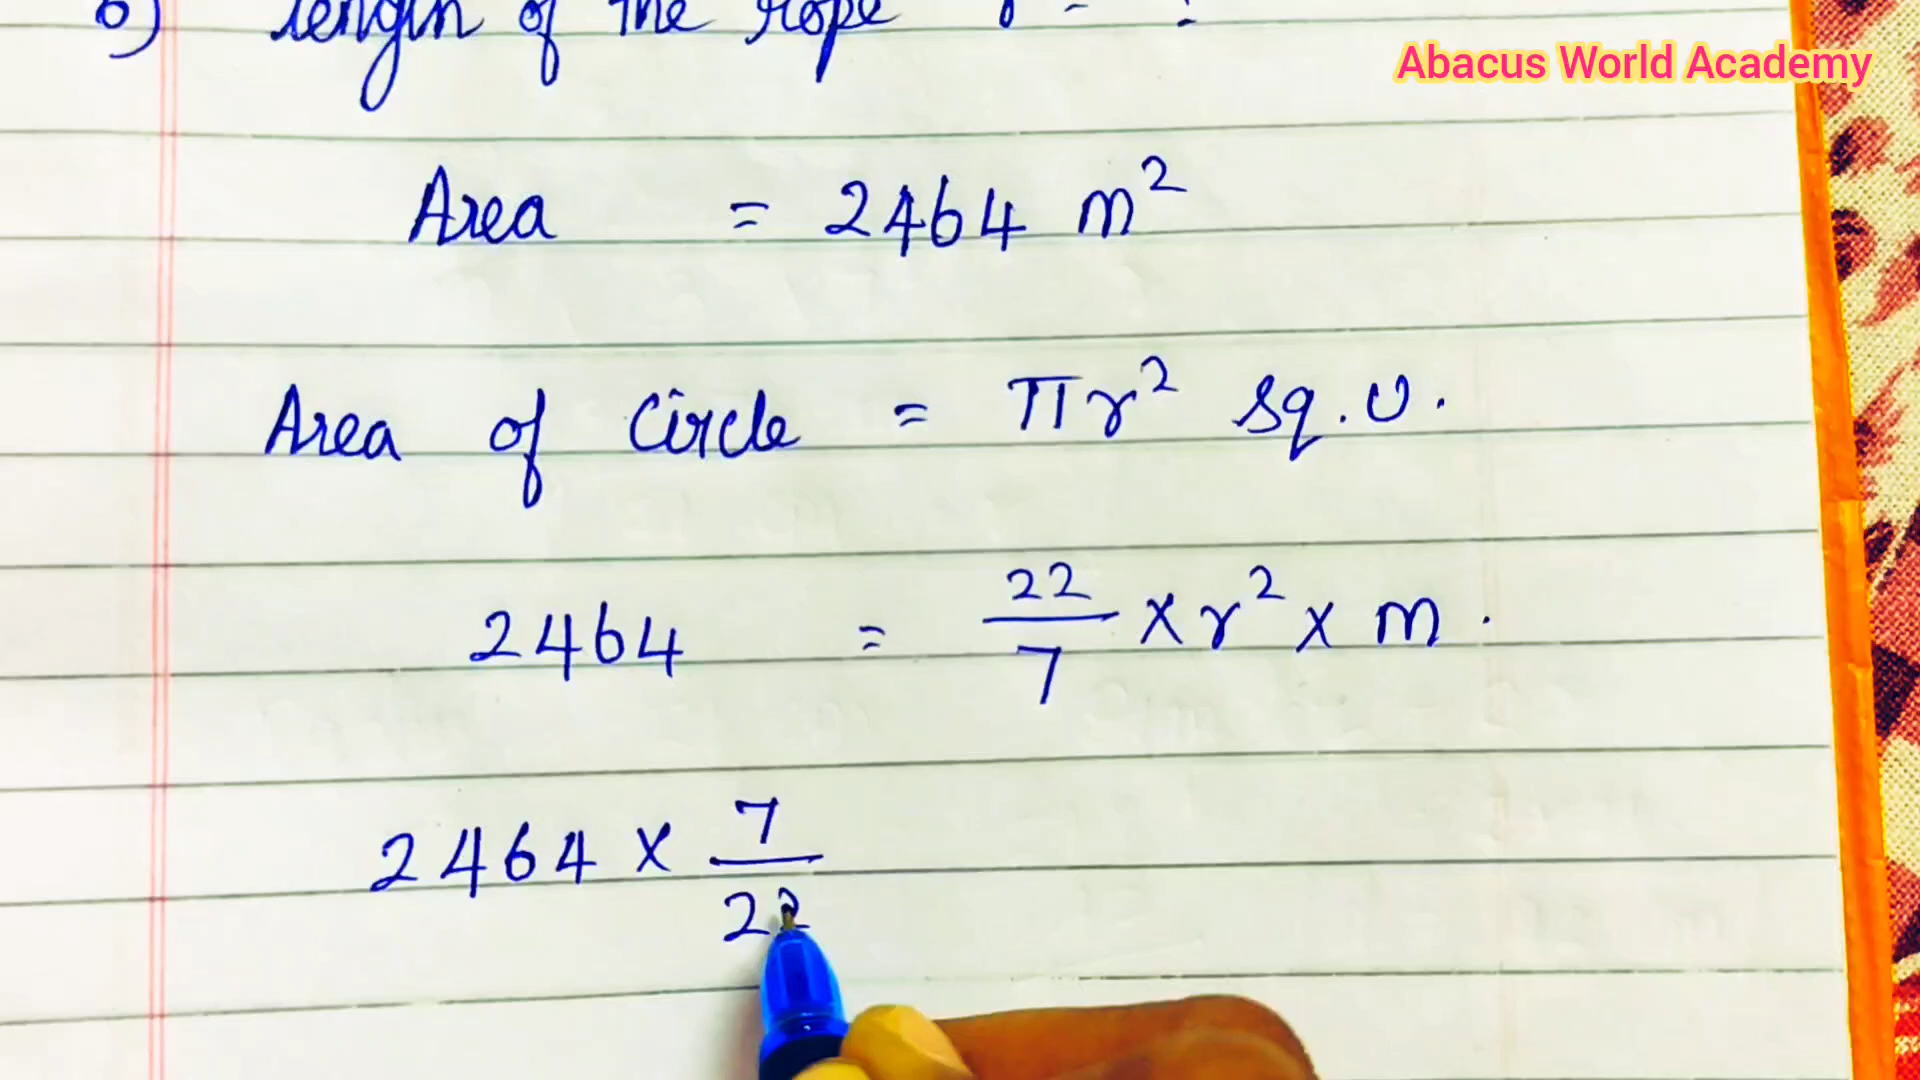 6) length of the rope r = ?
Abacus World Academy
Area = 2464 m²
Area of Circle = πr² sq.u.
2464 = 22/7 × r² × m.
2464 × 7/22